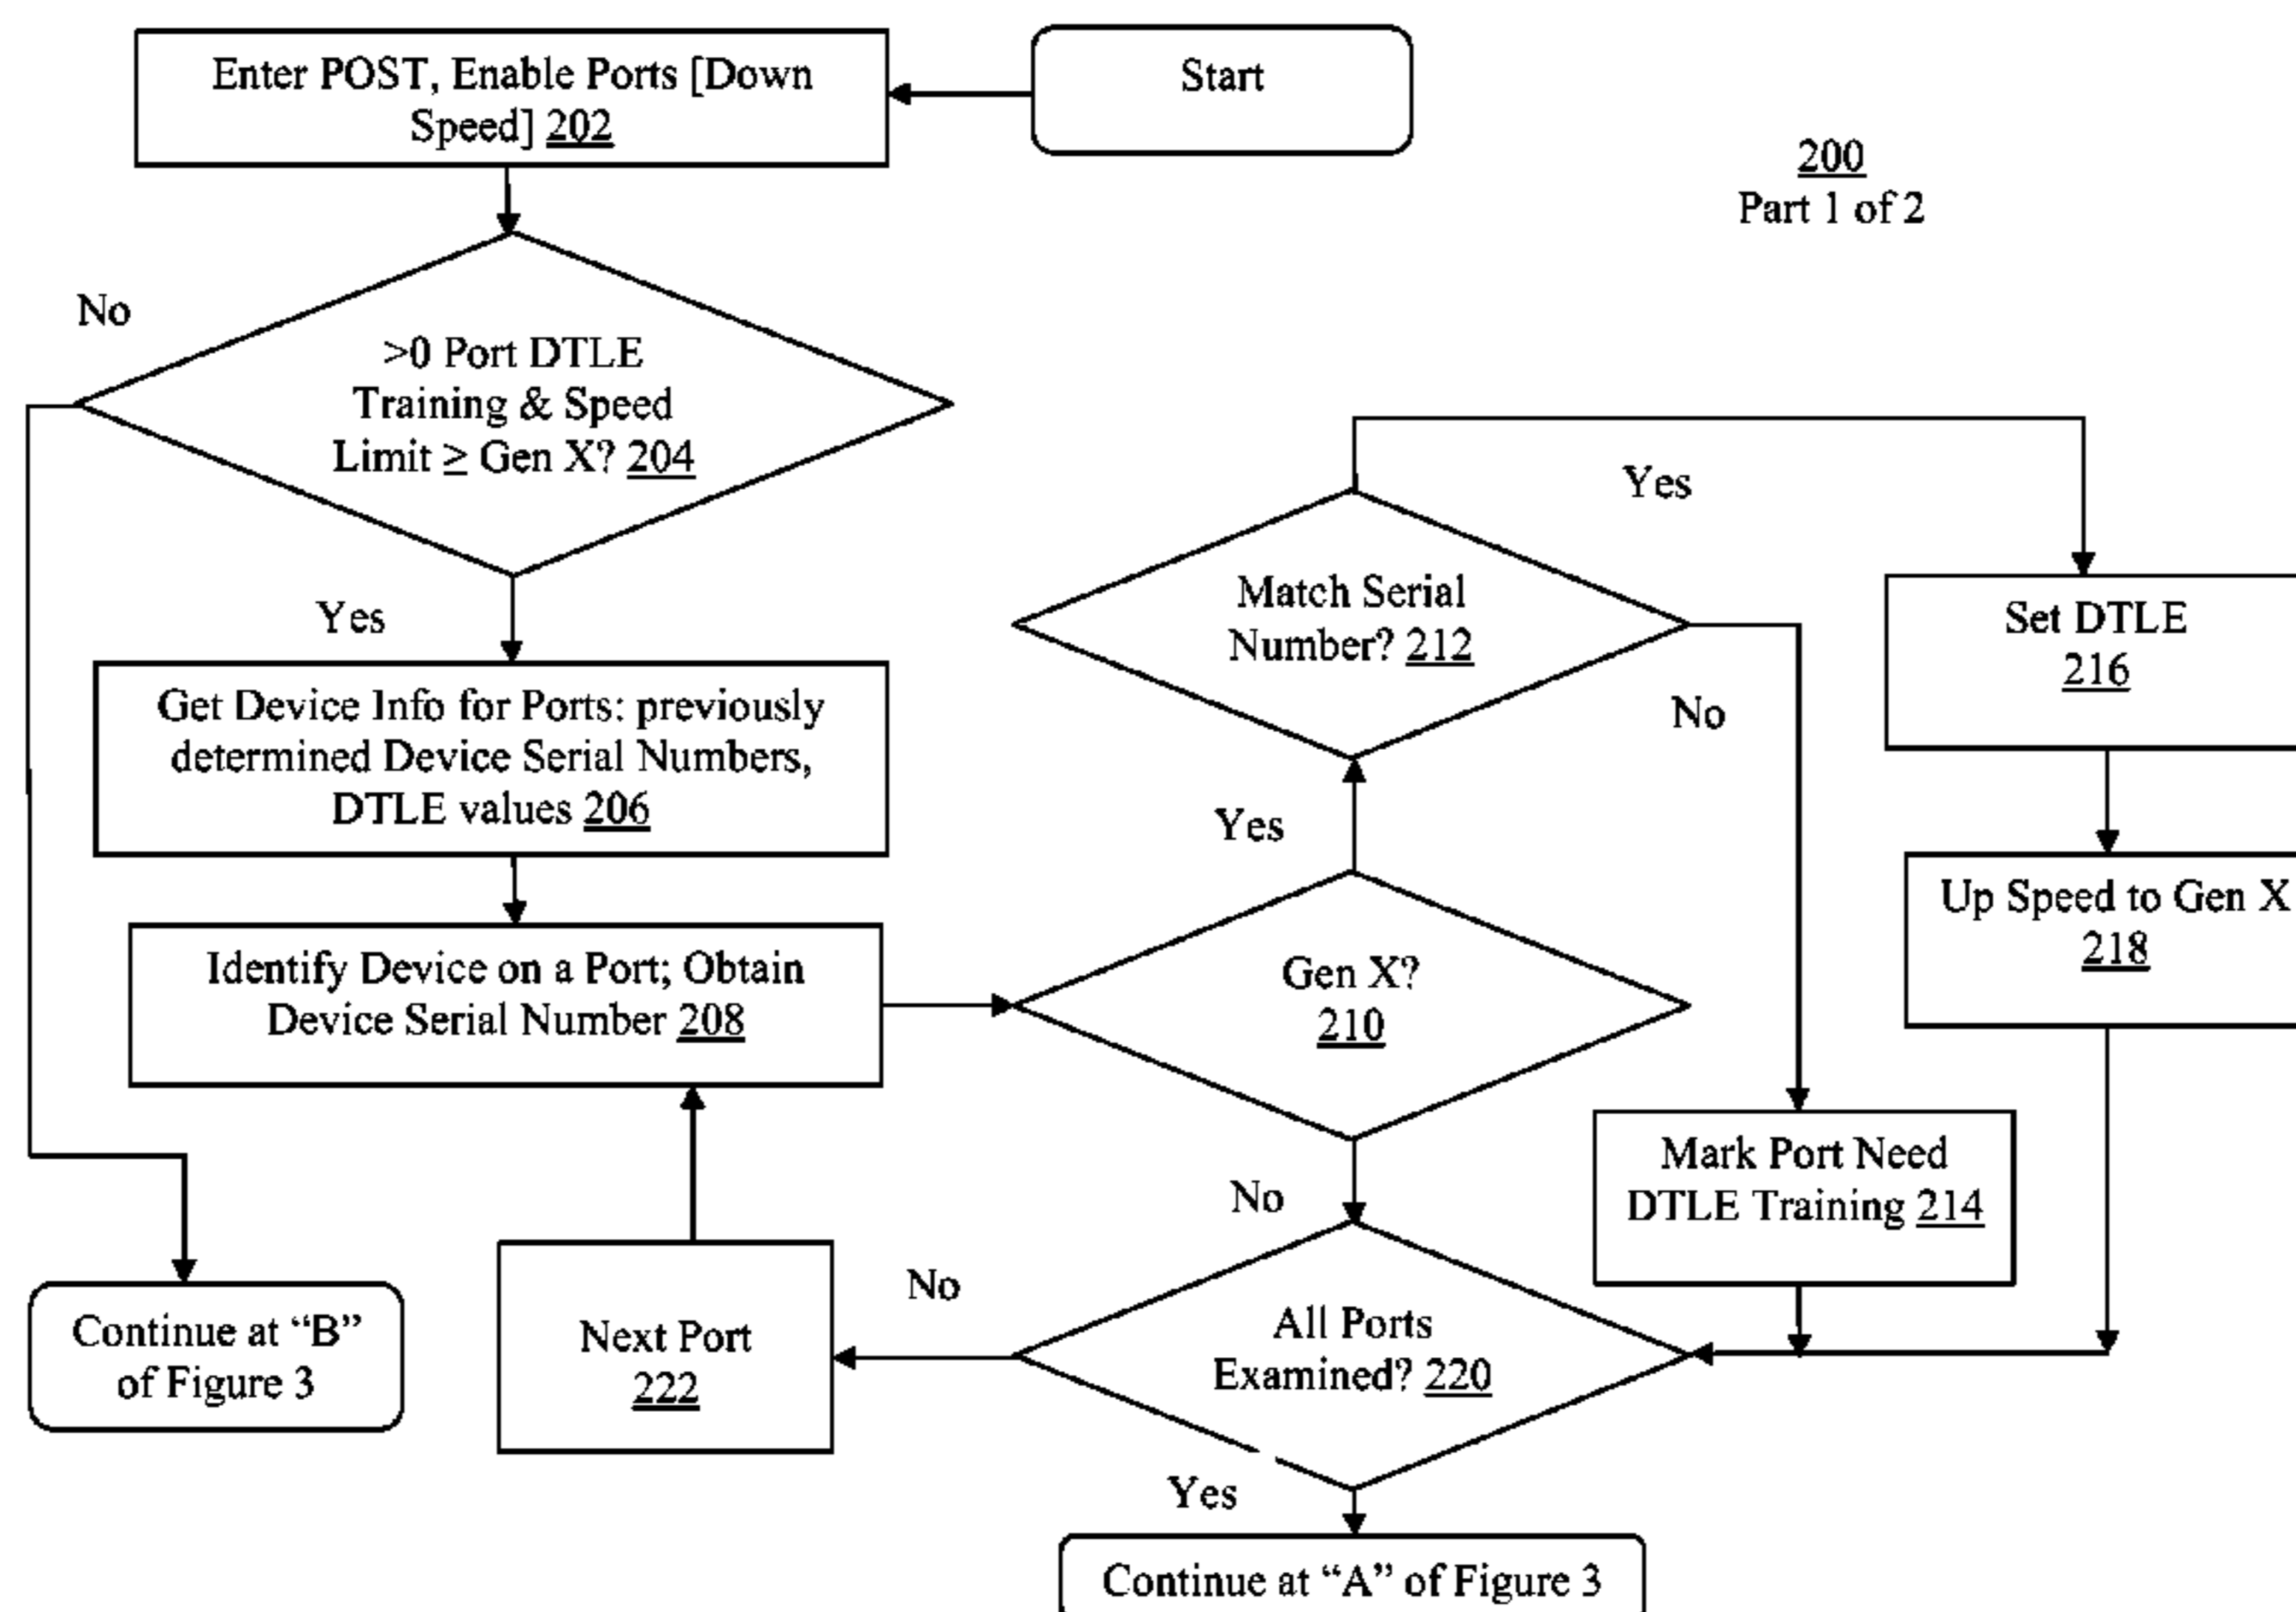 Start
Enter POST, Enable Ports [Down
Speed] 202
200
Part 1 of 2
No
>0 Port DTLE
Training & Speed
Limit ≥ Gen X? 204
Yes
Get Device Info for Ports: previously
determined Device Serial Numbers,
DTLE values 206
Identify Device on a Port; Obtain
Device Serial Number 208
Gen X?
210
Yes
Match Serial
Number? 212
Yes
Set DTLE
216
Up Speed to Gen X
218
No
Mark Port Need
DTLE Training 214
No
All Ports
Examined? 220
No
Next Port
222
Yes
Continue at “A” of Figure 3
Continue at “B”
of Figure 3